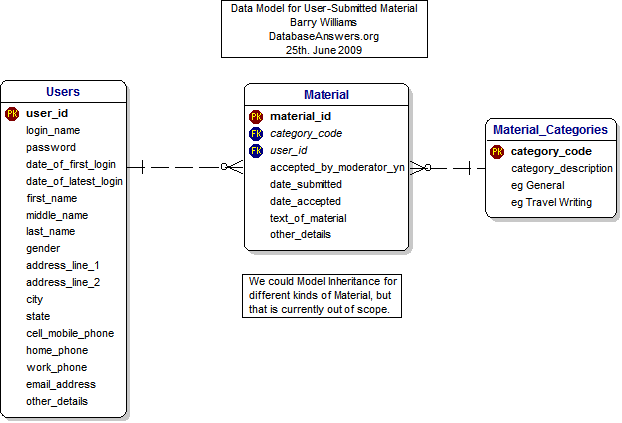 Data Model for User-Submitted Material
Barry Williams
DatabaseAnswers.org
25th. June 2009
Users
PK user_id
login_name
password
date_of_first_login
date_of_latest_login
first_name
middle_name
last_name
gender
address_line_1
address_line_2
city
state
cell_mobile_phone
home_phone
work_phone
email_address
other_details
Material
PK material_id
FK category_code
FK user_id
accepted_by_moderator_yn
date_submitted
date_accepted
text_of_material
other_details
Material_Categories
PK category_code
category_description
eg General
eg Travel Writing
We could Model Inheritance for
different kinds of Material, but
that is currently out of scope.